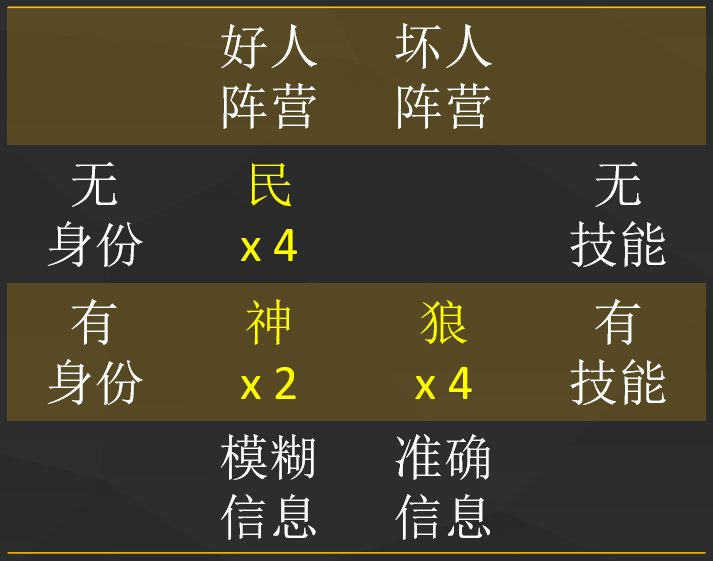 好人 坏人
阵营 阵营
无 民 无
身份 x 4 技能
有 神 狼 有
身份 x 2 x 4 技能
模糊 准确
信息 信息